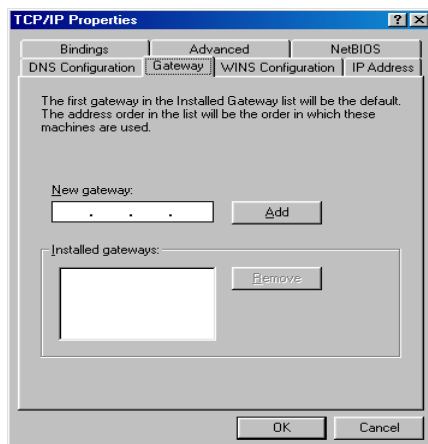 TCP/IP Properties
Bindings Advanced NetBIOS
DNS Configuration Gateway WINS Configuration IP Address
The first gateway in the Installed Gateway list will be the default.
The address order in the list will be the order in which these
machines are used.
New gateway:
. . . Add
Installed gateways:
Remove
OK Cancel